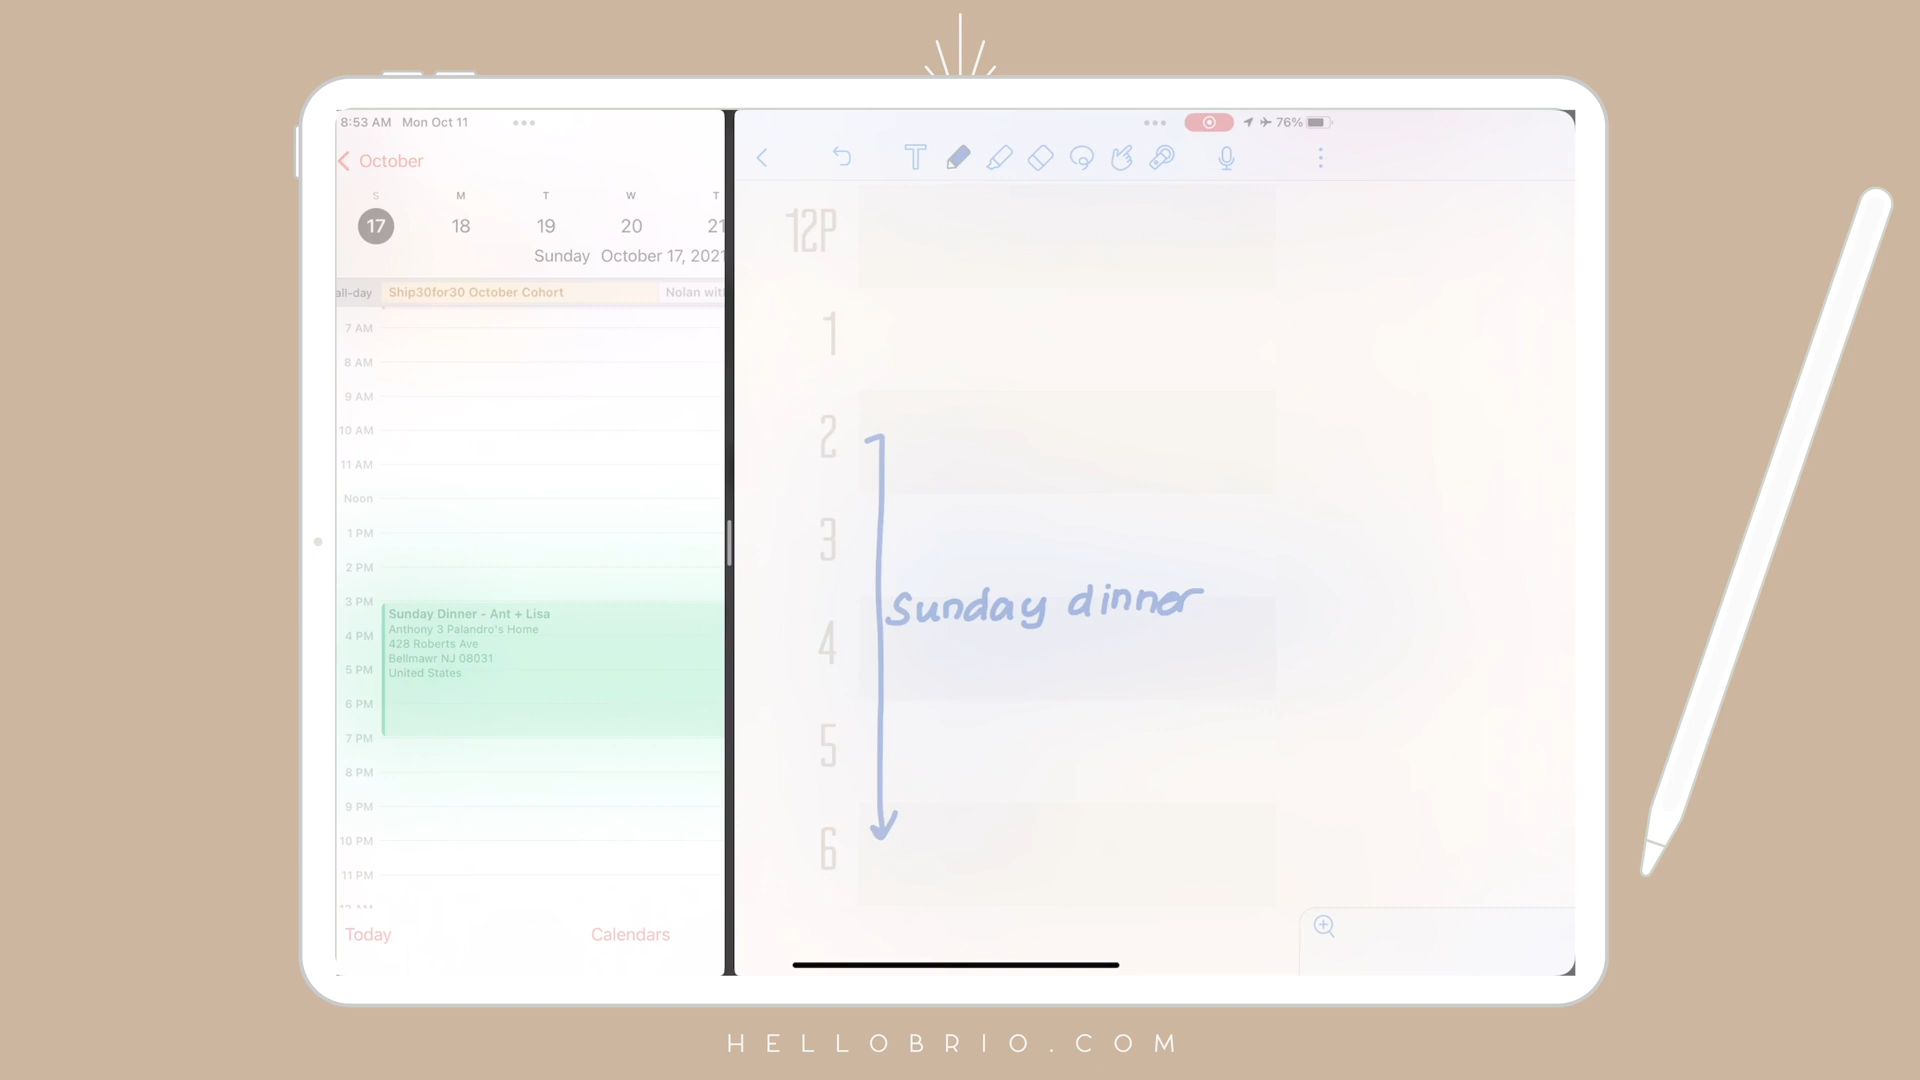 8:53 AM Mon Oct 11
October
S M T W T
17 18 19 20 21
Sunday October 17, 2021
all-day Ship30for30 October Cohort Nolan with
7 AM
8 AM
9 AM
10 AM
11 AM
Noon
1 PM
2 PM
3 PM
Sunday Dinner - Ant + Lisa
Anthony 3 Palandro's Home
4 PM
428 Roberts Ave
Bellmawr NJ 08031
5 PM
United States
6 PM
7 PM
8 PM
9 PM
10 PM
11 PM
Today Calendars
76%
T
12P
1
2
3
Sunday dinner
4
5
6
HELLOBRIO.COM